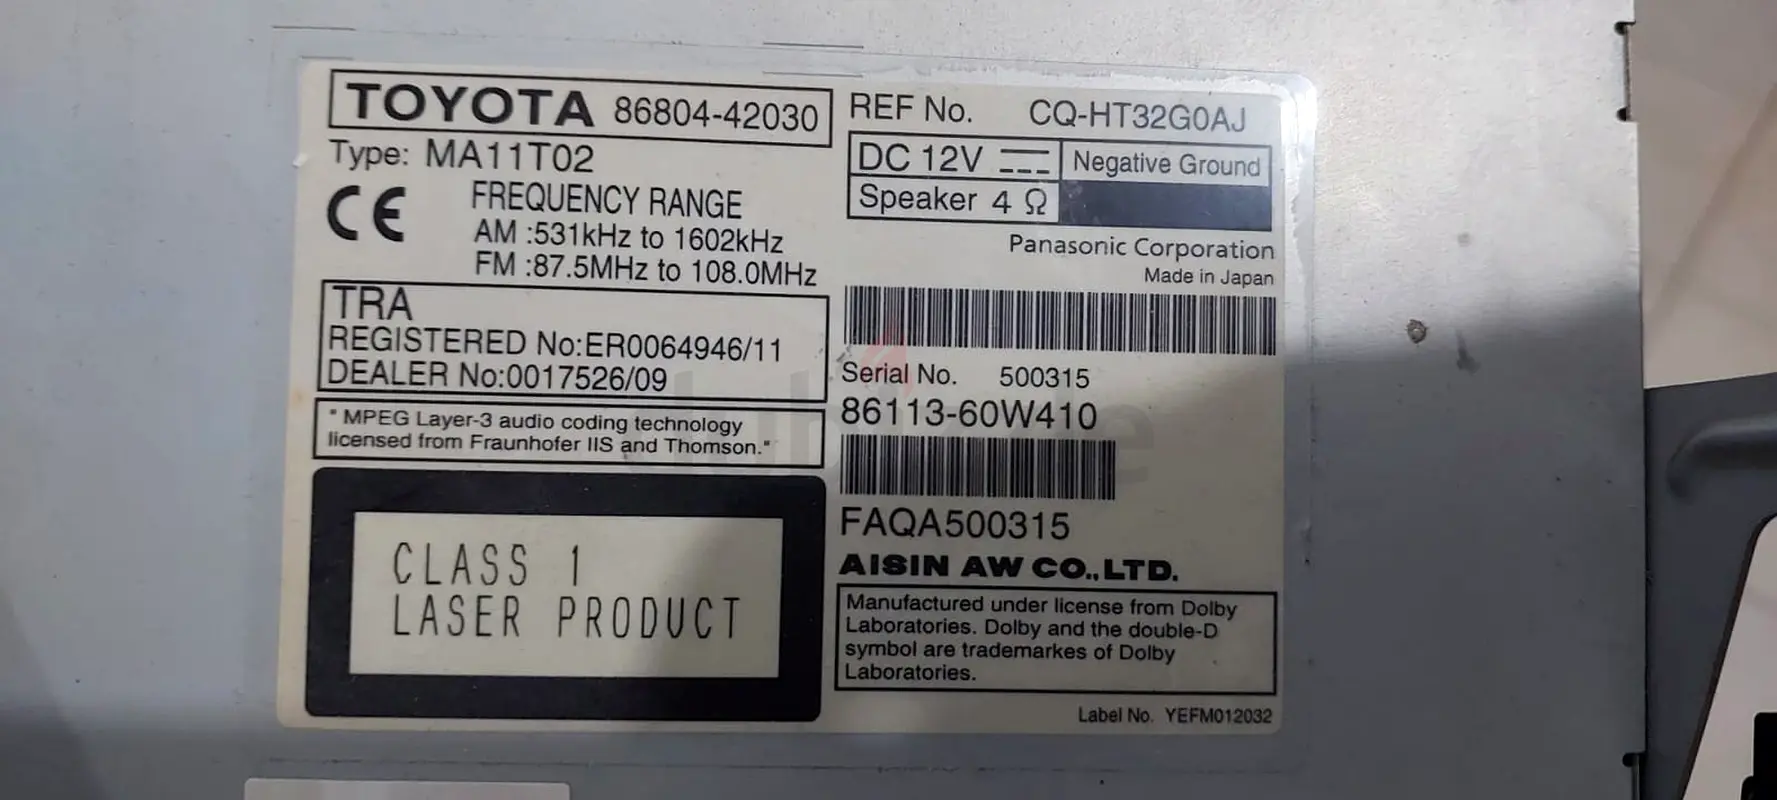 TOYOTA 86804-42030
Type: MA11T02
CE
FREQUENCY RANGE
AM :531kHz to 1602kHz
FM :87.5MHz to 108.0MHz
TRA
REGISTERED No:ER0064946/11
DEALER No:0017526/09
"MPEG Layer-3 audio coding technology
licensed from Fraunhofer IIS and Thomson."
CLASS 1
LASER PRODUCT
REF No. CQ-HT32G0AJ
DC 12V Negative Ground
Speaker 4 Ω
Panasonic Corporation
Made in Japan
Serial No. 500315
86113-60W410
FAQA500315
AISIN AW CO.,LTD.
Manufactured under license from Dolby
Laboratories. Dolby and the double-D
symbol are trademarkes of Dolby
Laboratories.
Label No. YEFM012032
dubizzle